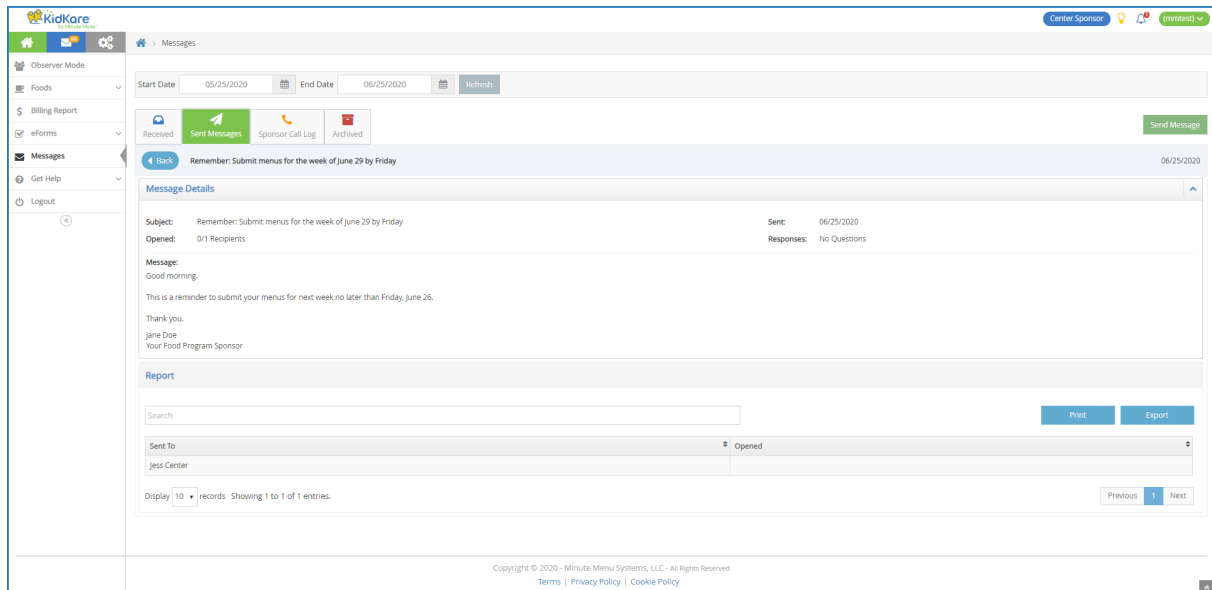 KidKare
by Minute Menu
Center Sponsor
(mmtest)
Messages
Observer Mode
Foods
Billing Report
eForms
Messages
Get Help
Logout
Start Date 05/25/2020 End Date 06/25/2020 Refresh
Received Sent Messages Sponsor Call Log Archived
Send Message
Back Remember: Submit menus for the week of June 29 by Friday 06/25/2020
Message Details
Subject: Remember: Submit menus for the week of June 29 by Friday Sent: 06/25/2020
Opened: 0/1 Recipients Responses: No Questions
Message:
Good morning.
This is a reminder to submit your menus for next week no later than Friday, June 26.
Thank you.
Jane Doe
Your Food Program Sponsor
Report
Search Print Export
Sent To Opened
Jess Center
Display 10 records Showing 1 to 1 of 1 entries. Previous 1 Next
Copyright © 2020 - Minute Menu Systems, LLC - All Rights Reserved
Terms | Privacy Policy | Cookie Policy